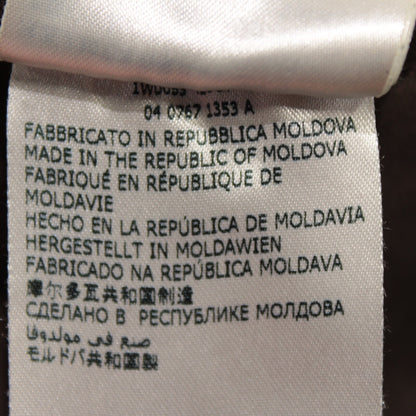 04 0767 1353 A
FABBRICATO IN REPUBBLICA MOLDOVA
MADE IN THE REPUBLIC OF MOLDOVA
FABRIQUÉ EN RÉPUBLIQUE DE
MOLDAVIE
HECHO EN LA REPÚBLICA DE MOLDAVIA
HERGESTELLT IN MOLDAWIEN
FABRICADO NA REPÚBLICA MOLDAVA
摩尔多瓦共和国制造
СДЕЛАНО В РЕСПУБЛИКЕ МОЛДОВА
صنع في مولدوفا
モルドバ共和国製